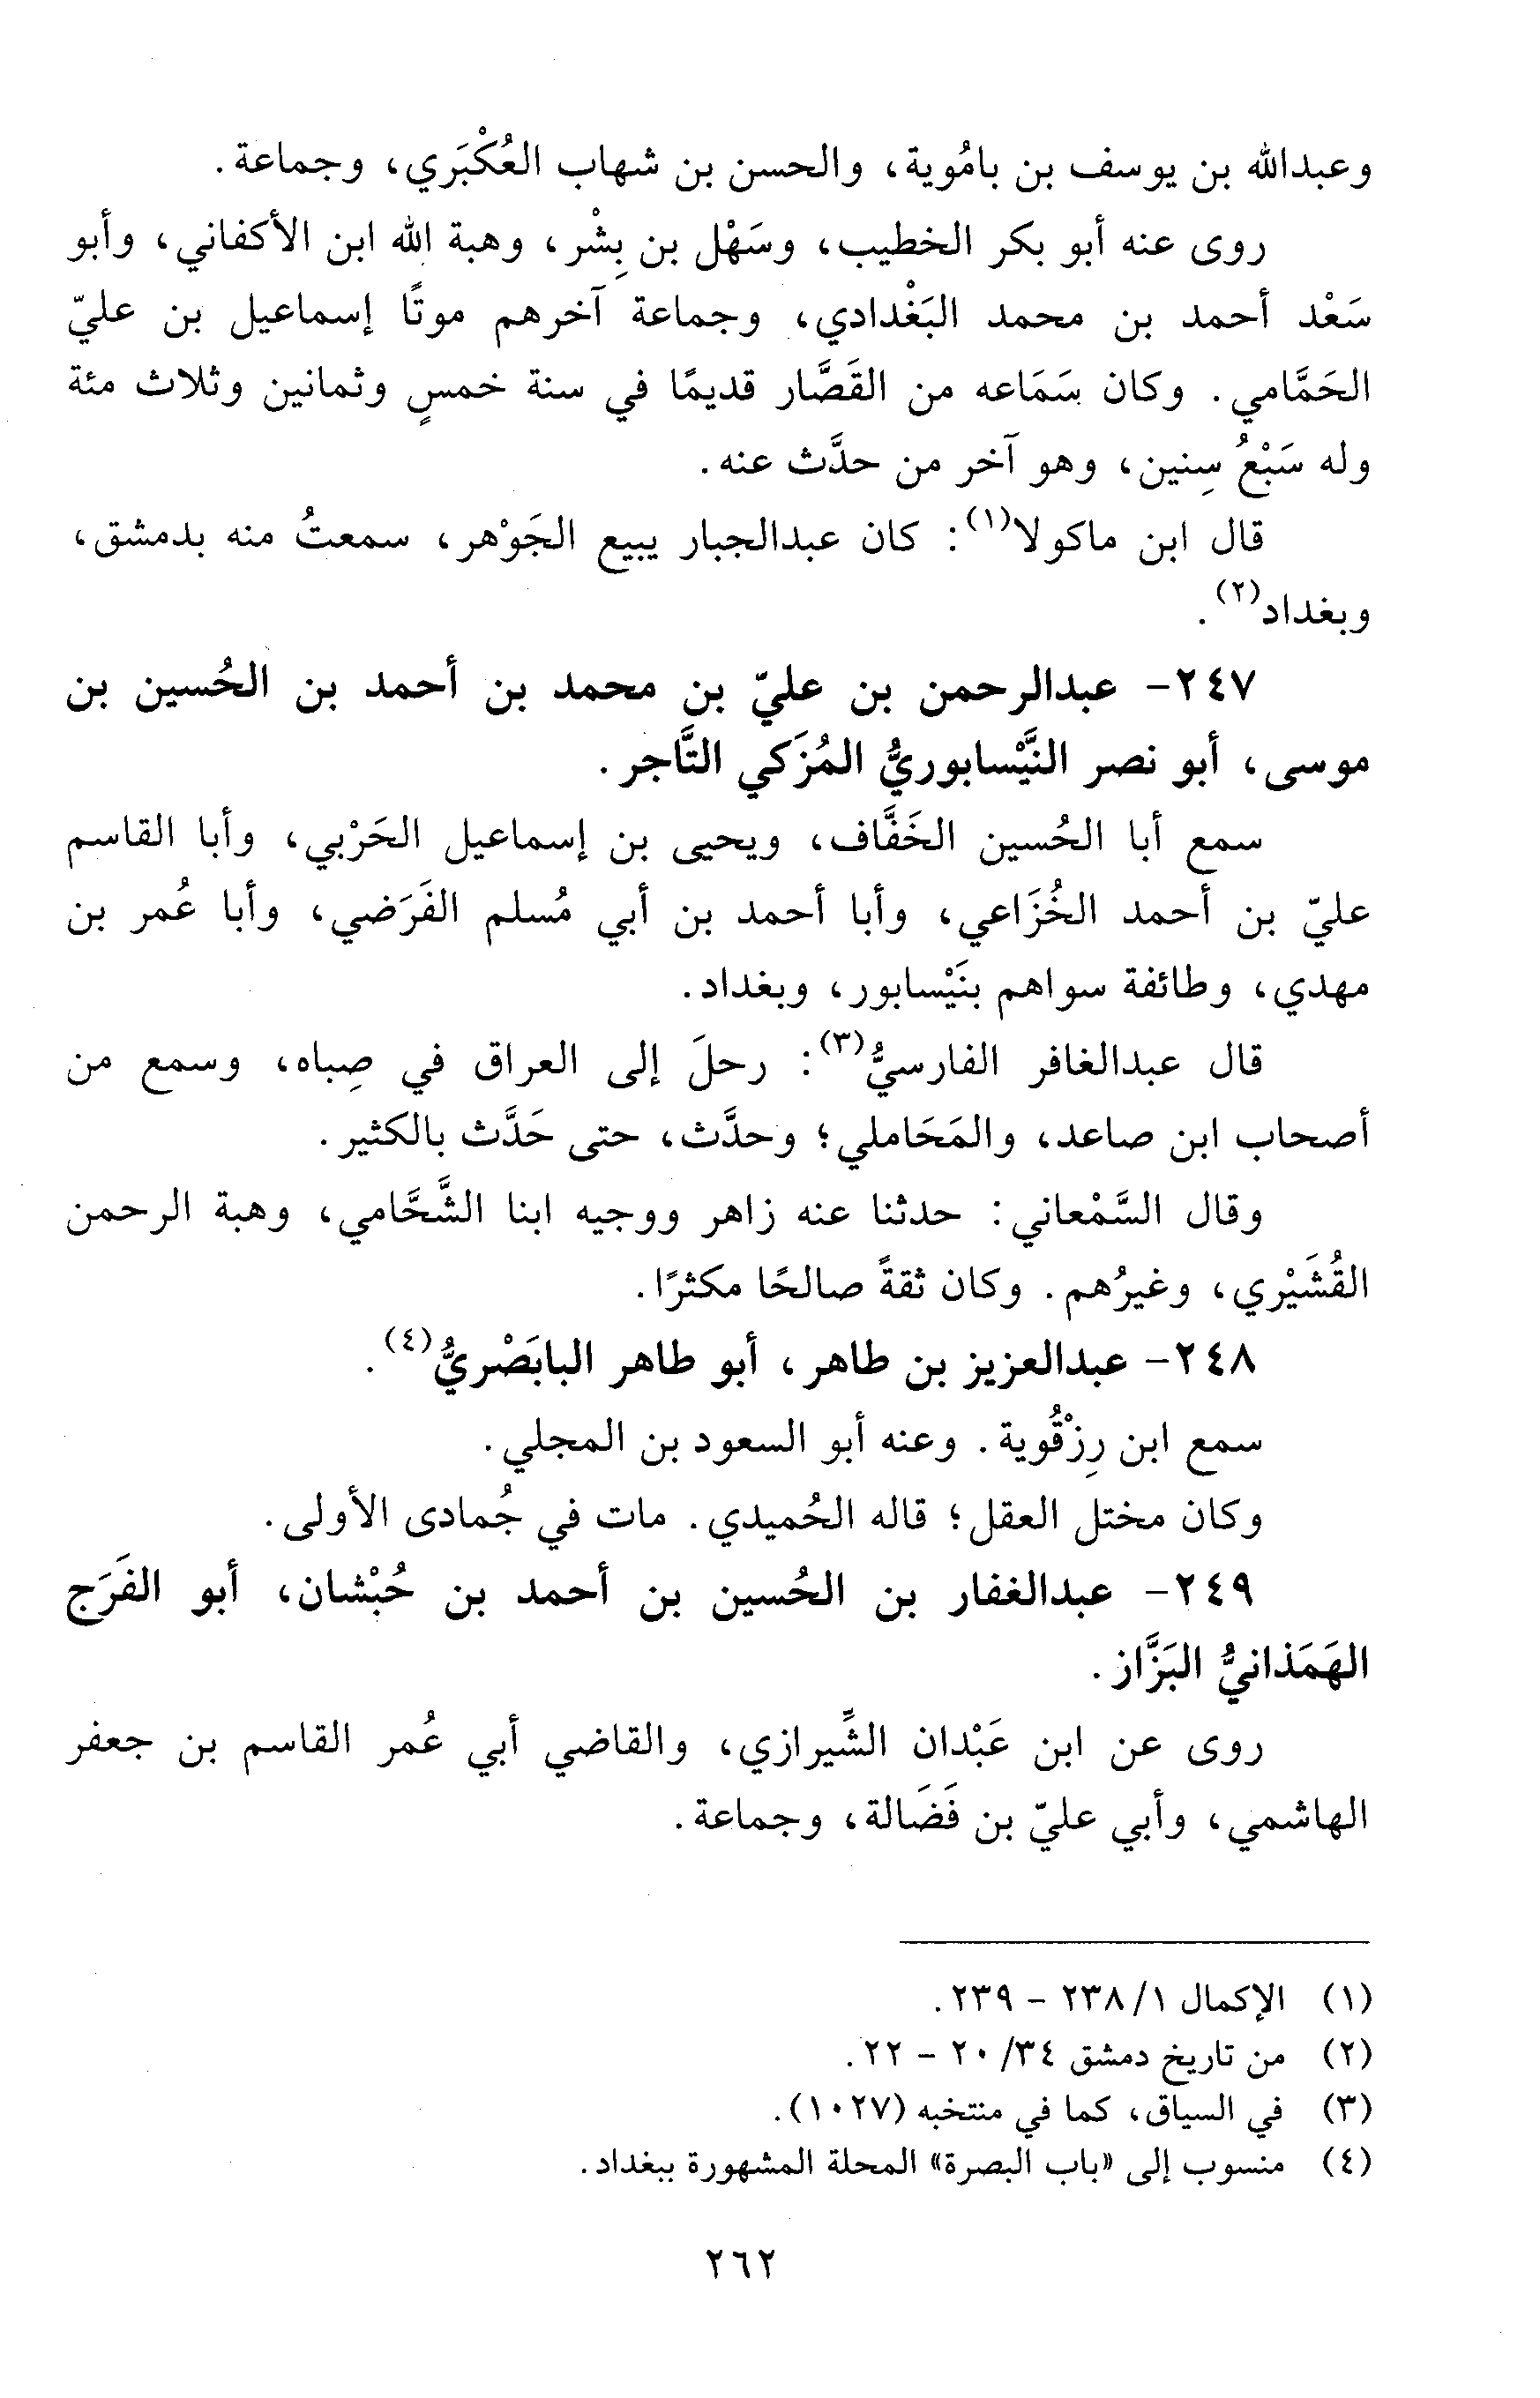 وعبدالله بن يوسف بن بامُوية، والحسن بن شهاب العُكْبَري، وجماعة.
روى عنه أبو بكر الخطيب، وسَهْل بن بِشْر، وهبة الله ابن الأكفاني، وأبو
سَعْد أحمد بن محمد البَغْدادي، وجماعة آخرهم موتًا إسماعيل بن عليّ
الحَمَّامي. وكان سَمَاعه من القَصَّار قديمًا في سنة خمسٍ وثمانين وثلاث مئة
وله سَبْعُ سِنين، وهو آخر من حدَّث عنه.
قال ابن ماكولا(١): كان عبدالجبار يبيع الجَوْهر، سمعتُ منه بدمشق،
وبغداد(٢).
٢٤٧- عبدالرحمن بن عليّ بن محمد بن أحمد بن الحُسين بن
موسى، أبو نصر النَّيْسابوريُّ المُزَكي التَّاجر.
سمع أبا الحُسين الخَفَّاف، ويحيى بن إسماعيل الحَرْبي، وأبا القاسم
عليّ بن أحمد الخُزَاعي، وأبا أحمد بن أبي مُسلم الفَرَضي، وأبا عُمر بن
مهدي، وطائفة سواهم بنَيْسابور، وبغداد.
قال عبدالغافر الفارسيُّ(٣): رحلَ إلى العراق في صِباه، وسمع من
أصحاب ابن صاعد، والمَحَاملي؛ وحدَّث، حتى حَدَّث بالكثير.
وقال السَّمْعاني: حدثنا عنه زاهر ووجيه ابنا الشَّحَّامي، وهبة الرحمن
القُشَيْري، وغيرُهم. وكان ثقةً صالحًا مكثرًا.
٢٤٨- عبدالعزيز بن طاهر، أبو طاهر البابَصْريُّ(٤).
سمع ابن رِزْقُوية. وعنه أبو السعود بن المجلي.
وكان مختل العقل؛ قاله الحُميدي. مات في جُمادى الأولى.
٢٤٩- عبدالغفار بن الحُسين بن أحمد بن حُبْشان، أبو الفَرَج
الهَمَذانيُّ البَزَّاز.
روى عن ابن عَبْدان الشِّيرازي، والقاضي أبي عُمر القاسم بن جعفر
الهاشمي، وأبي عليّ بن فَضَالة، وجماعة.
(١) الإكمال ١/ ٢٣٨ - ٢٣٩.
(٢) من تاريخ دمشق ٣٤/ ٢٠ - ٢٢.
(٣) في السياق، كما في منتخبه (١٠٢٧).
(٤) منسوب إلى «باب البصرة» المحلة المشهورة ببغداد.
٢٦٢